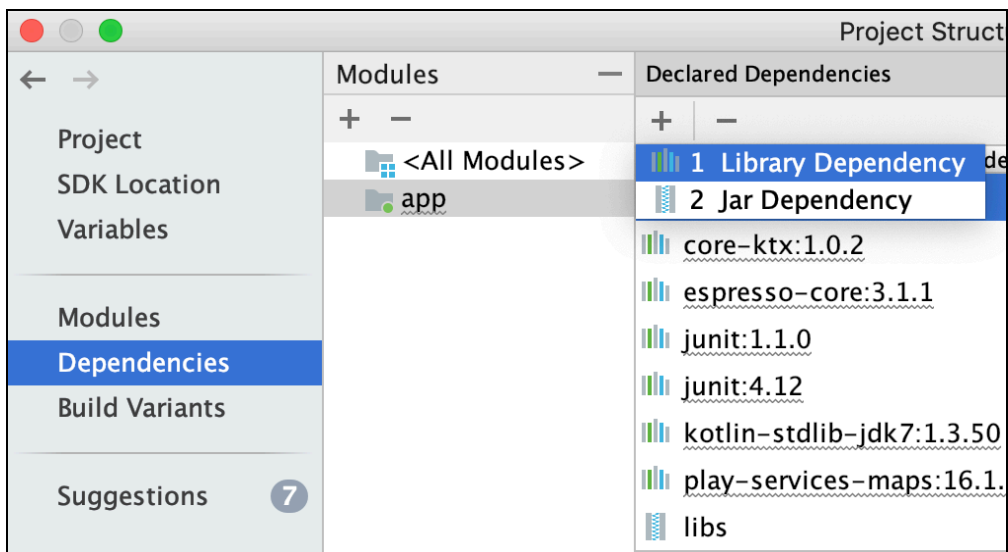 Project Struct
Modules
Declared Dependencies
Project
SDK Location
Variables
Modules
Dependencies
Build Variants
Suggestions 7
<All Modules>
app
1 Library Dependency
2 Jar Dependency
core-ktx:1.0.2
espresso-core:3.1.1
junit:1.1.0
junit:4.12
kotlin-stdlib-jdk7:1.3.50
play-services-maps:16.1.
libs